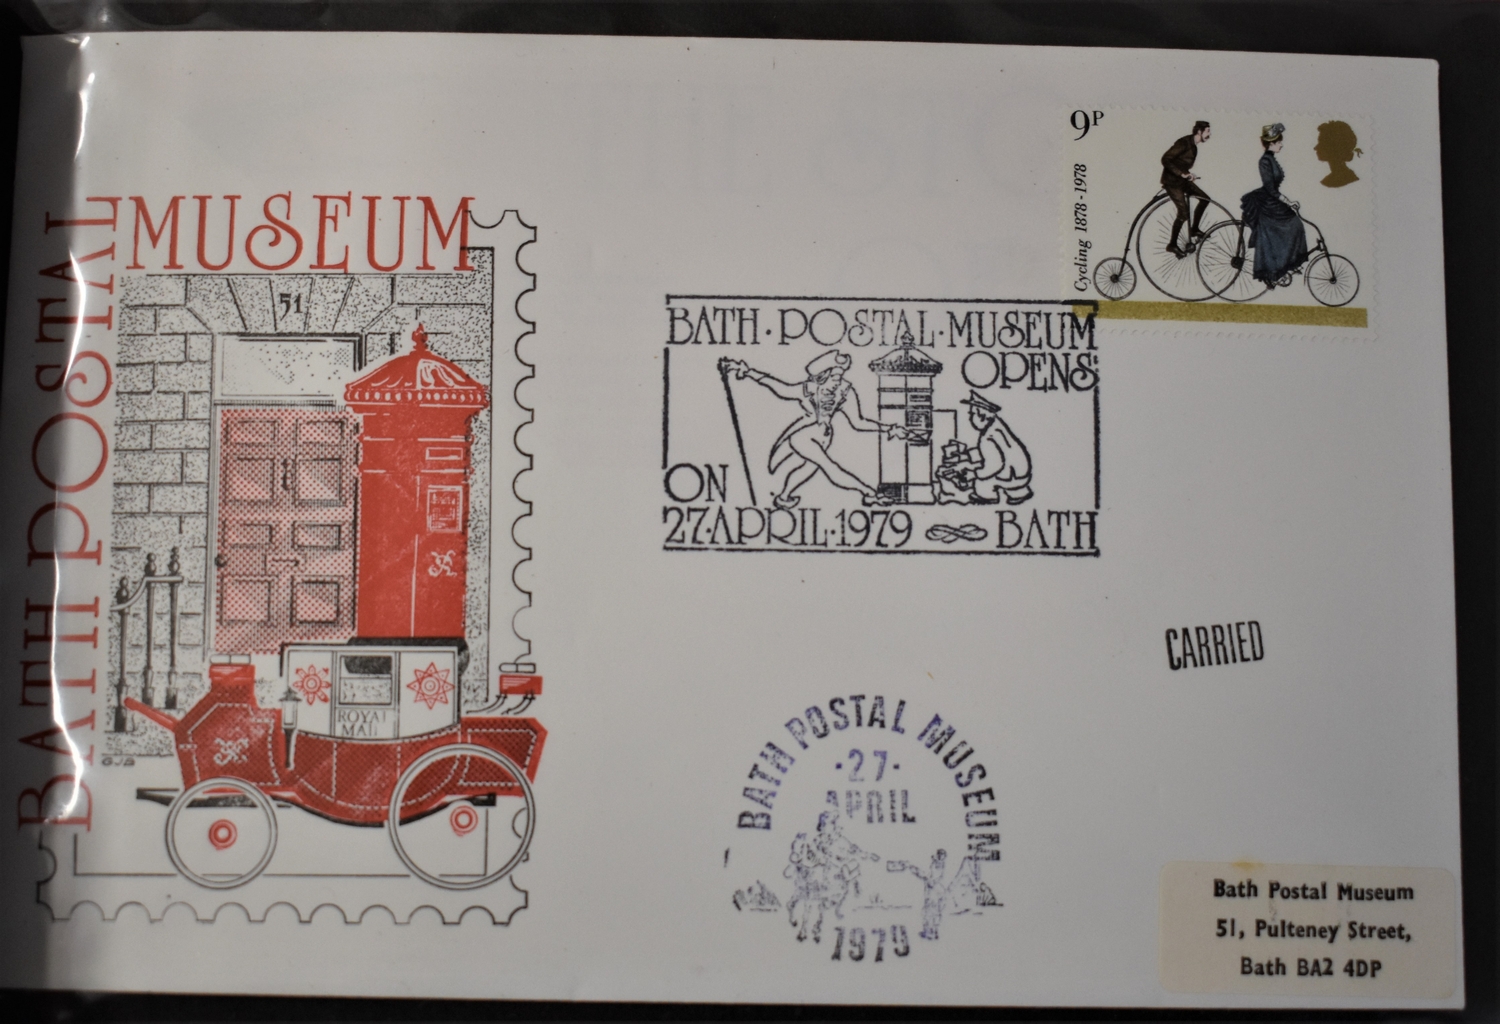 BATH POSTAL
MUSEUM
51
ROYAL
MAIL
GJB
9P
Cycling 1878-1978
BATH·POSTAL·MUSEUM
OPENS
ON
27·APRIL·1979 BATH
CARRIED
BATH POSTAL MUSEUM
·27·
APRIL
1979
Bath Postal Museum
51, Pulteney Street,
Bath BA2 4DP